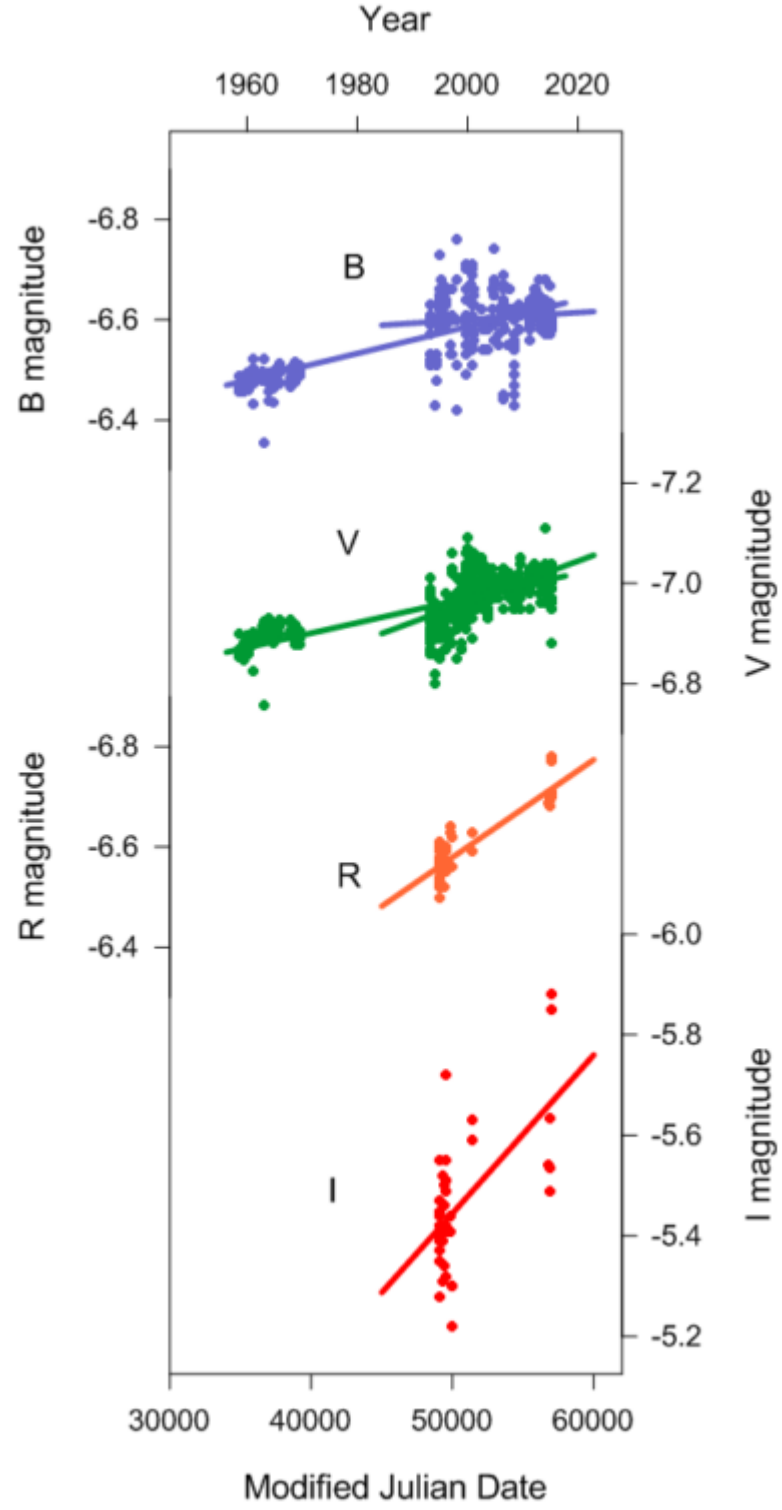 Year
1960 1980 2000 2020
B magnitude
-6.8
-6.6
-6.4
B
V magnitude
-7.2
-7.0
-6.8
V
R magnitude
-6.8
-6.6
-6.4
R
I magnitude
-6.0
-5.8
-5.6
-5.4
-5.2
I
30000 40000 50000 60000
Modified Julian Date